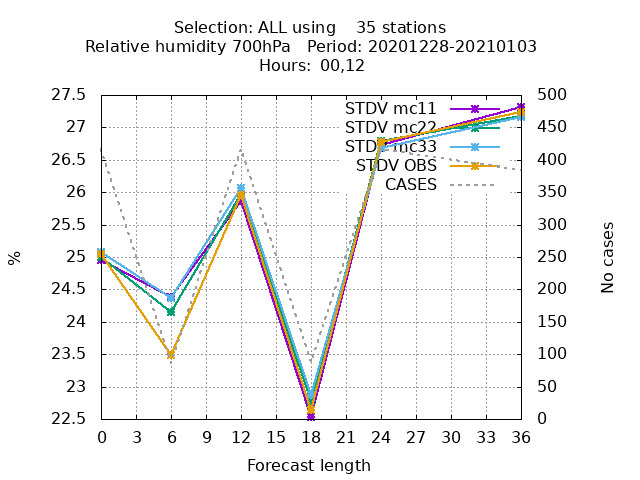 Selection: ALL using    35 stations
Relative humidity 700hPa   Period: 20201228-20210103
Hours:  00,12
27.5
27
26.5
26
25.5
25
24.5
24
23.5
23
22.5
%
STDV mc11
STDV mc22
STDV mc33
STDV OBS
CASES
500
450
400
350
300
250
200
150
100
50
0
No cases
0 3 6 9 12 15 18 21 24 27 30 33 36
Forecast length